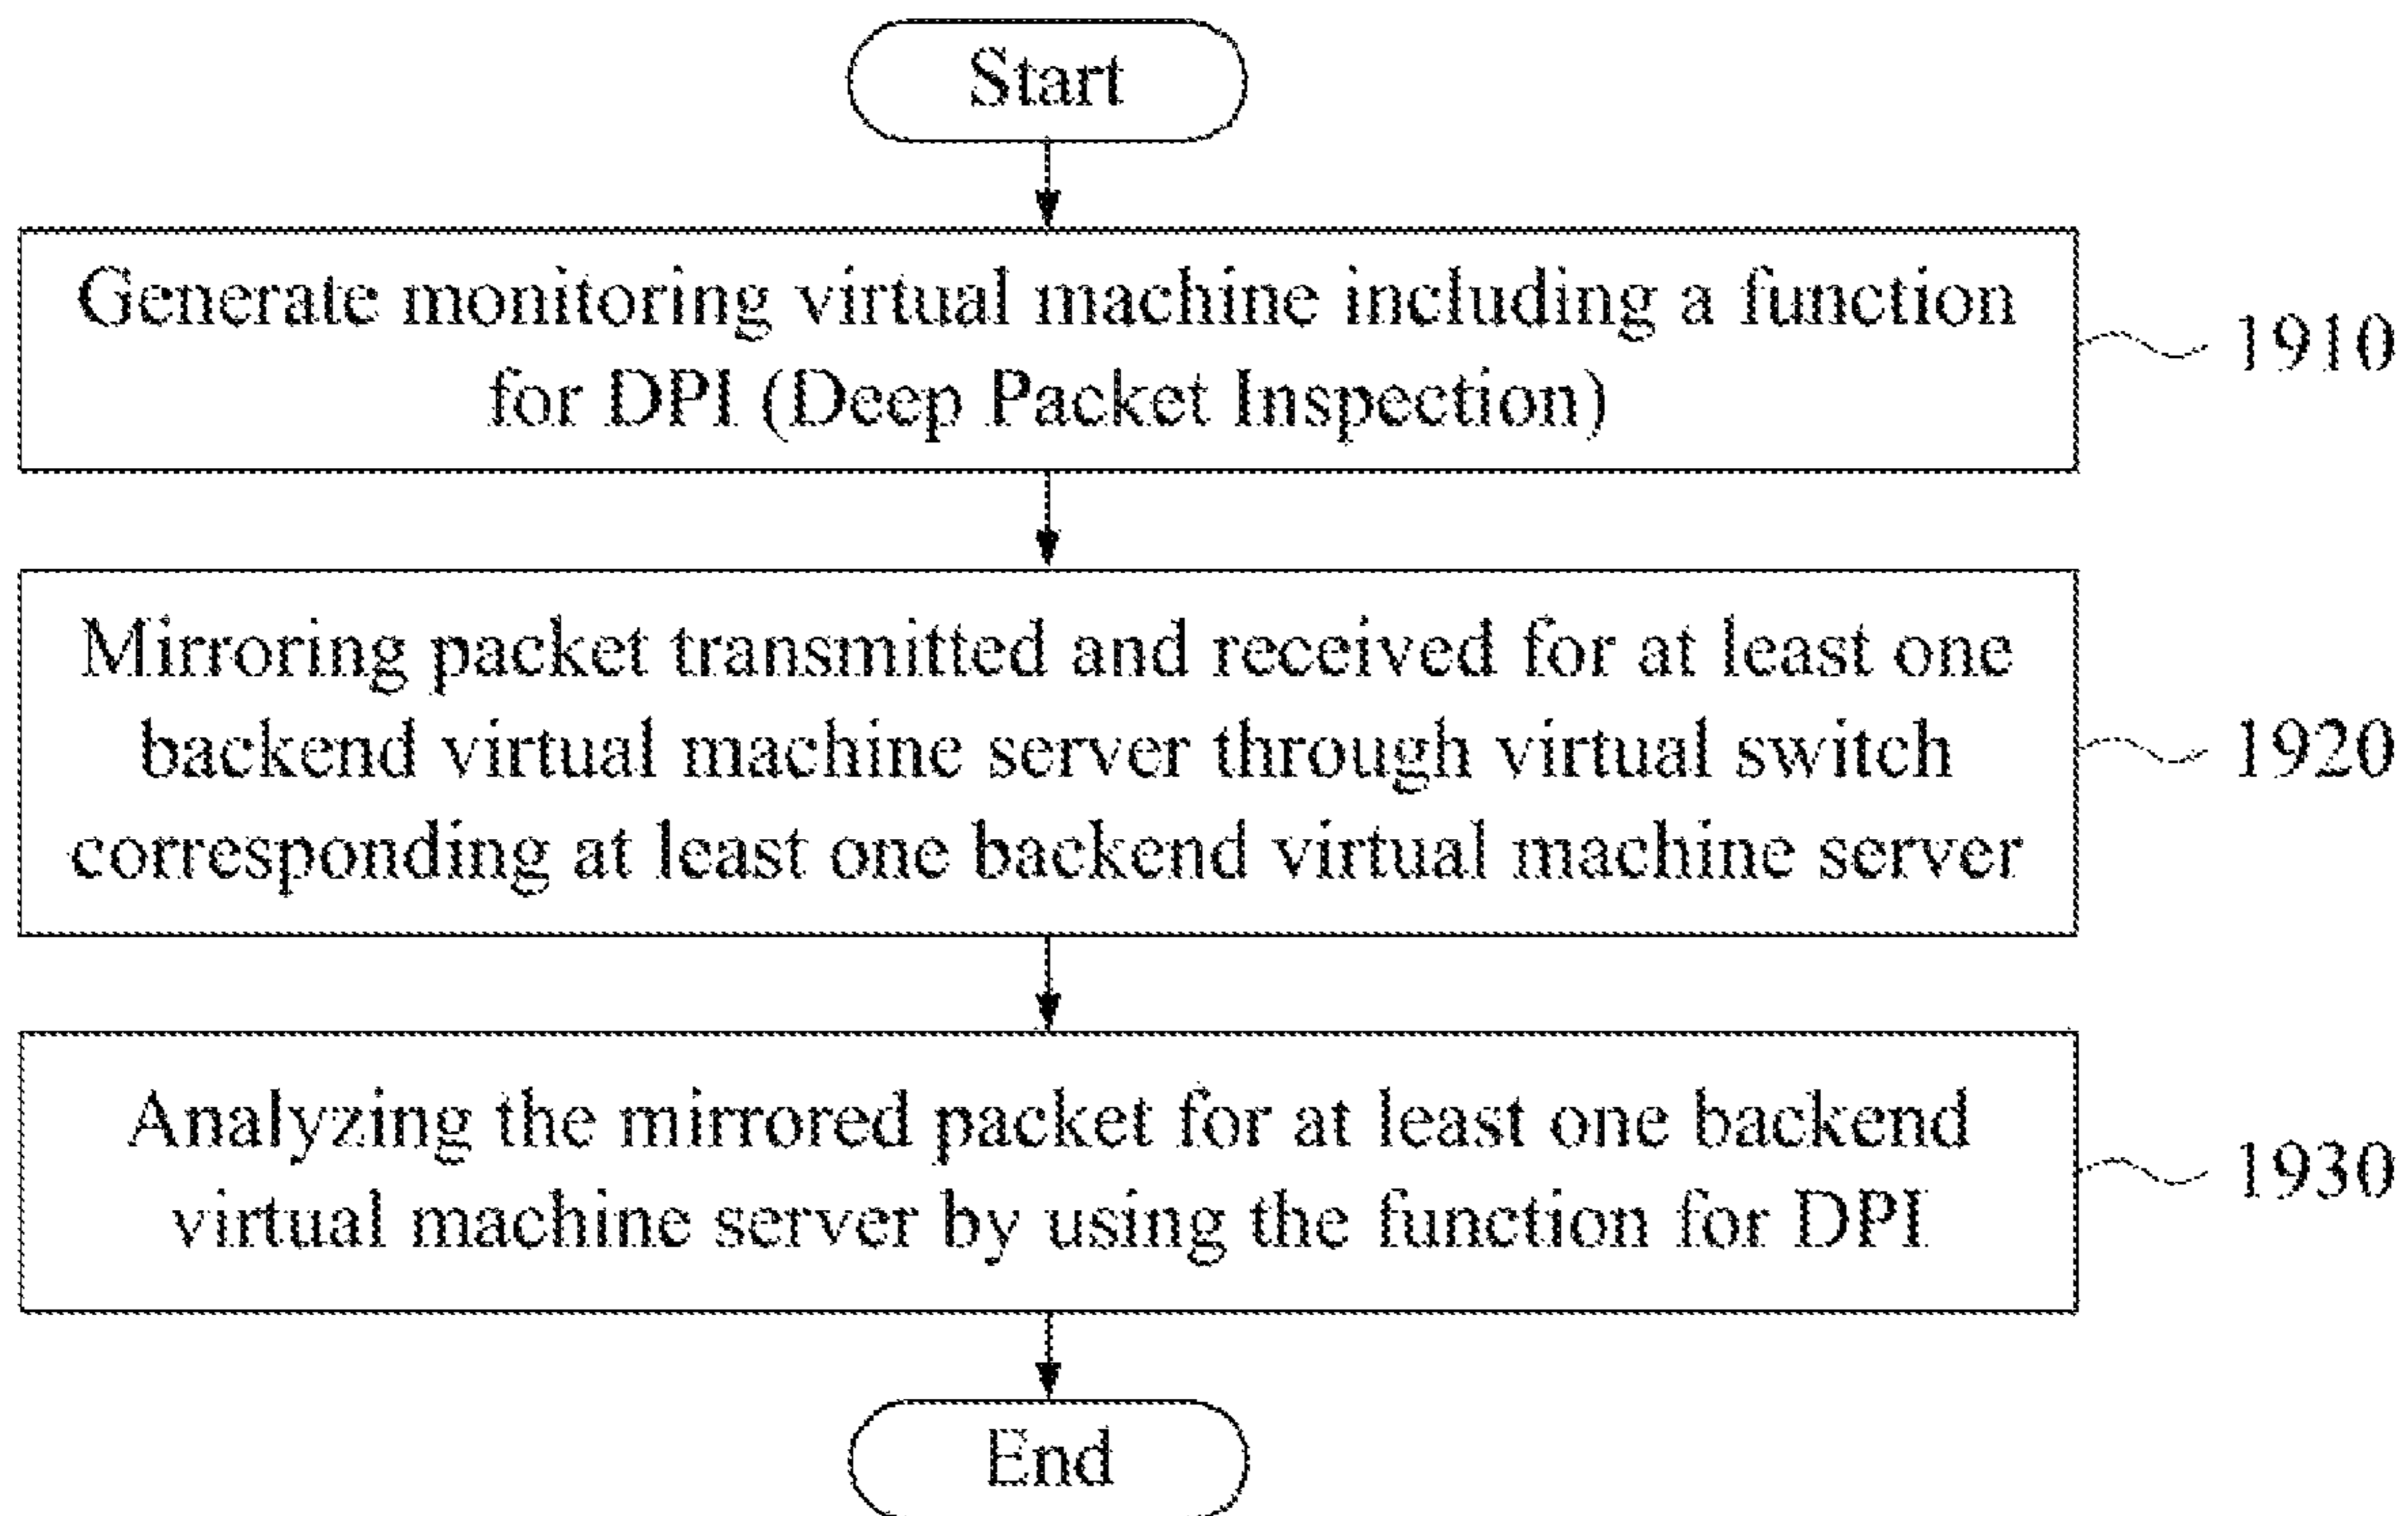 Start
Generate monitoring virtual machine including a function
for DPI (Deep Packet Inspection)
1910
Mirroring packet transmitted and received for at least one
backend virtual machine server through virtual switch
corresponding at least one backend virtual machine server
1920
Analyzing the mirrored packet for at least one backend
virtual machine server by using the function for DPI
1930
End